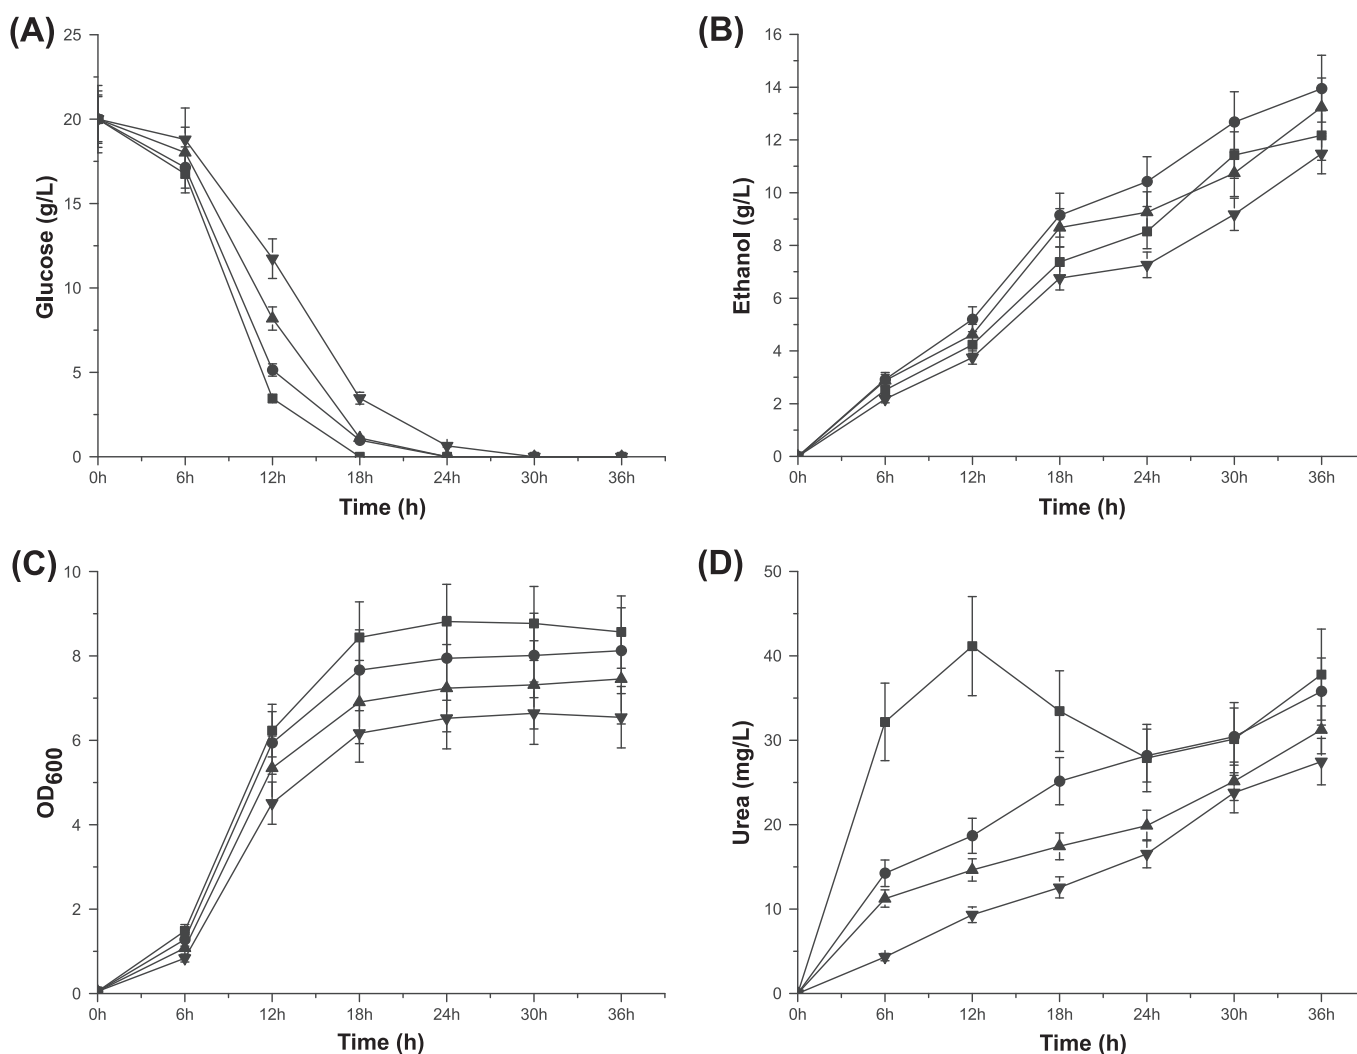 (A)
25
20
15
10
5
0
Glucose (g/L)
0h 6h 12h 18h 24h 30h 36h
Time (h)
(B)
16
14
12
10
8
6
4
2
0
Ethanol (g/L)
0h 6h 12h 18h 24h 30h 36h
Time (h)
(C)
10
8
6
4
2
0
OD600
0h 6h 12h 18h 24h 30h 36h
Time (h)
(D)
50
40
30
20
10
0
Urea (mg/L)
0h 6h 12h 18h 24h 30h 36h
Time (h)